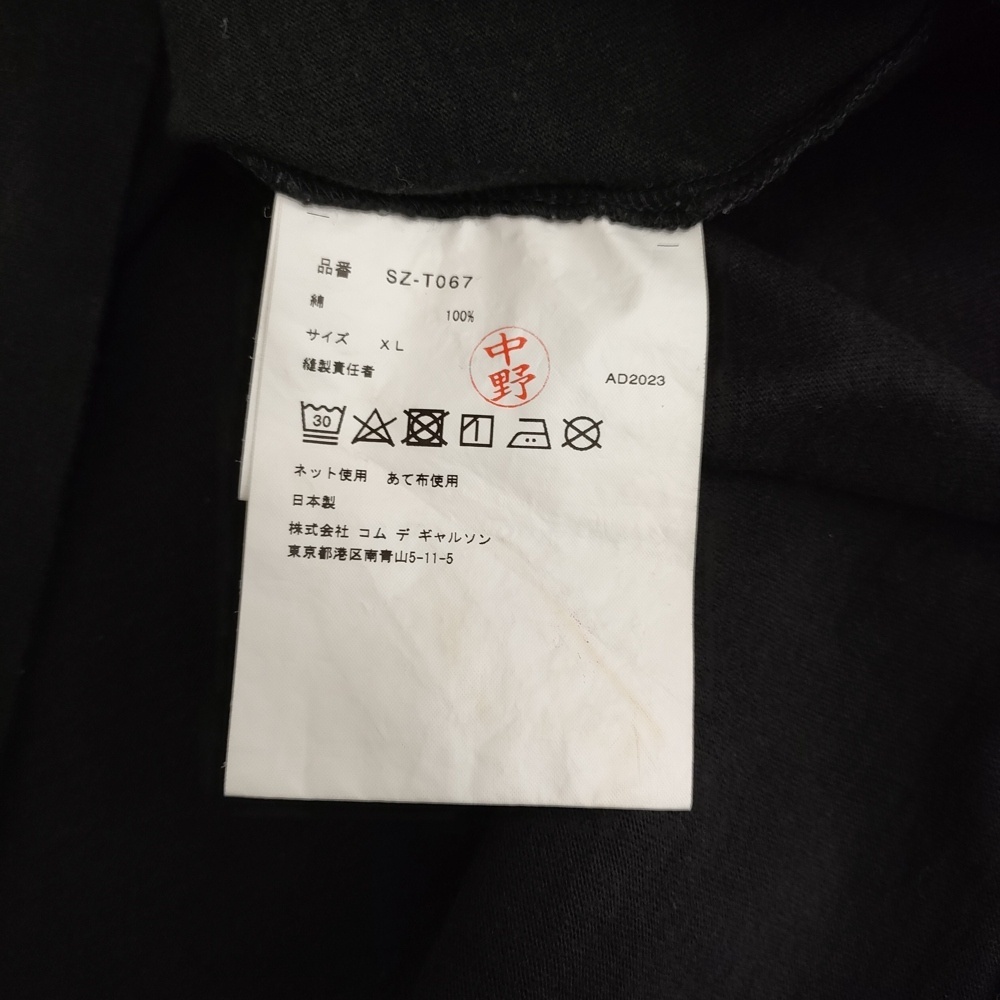 品番 SZ-T067
綿 100%
サイズ XL
縫製責任者 中野 AD2023
30
ネット使用 あて布使用
日本製
株式会社 コム デ ギャルソン
東京都港区南青山5-11-5